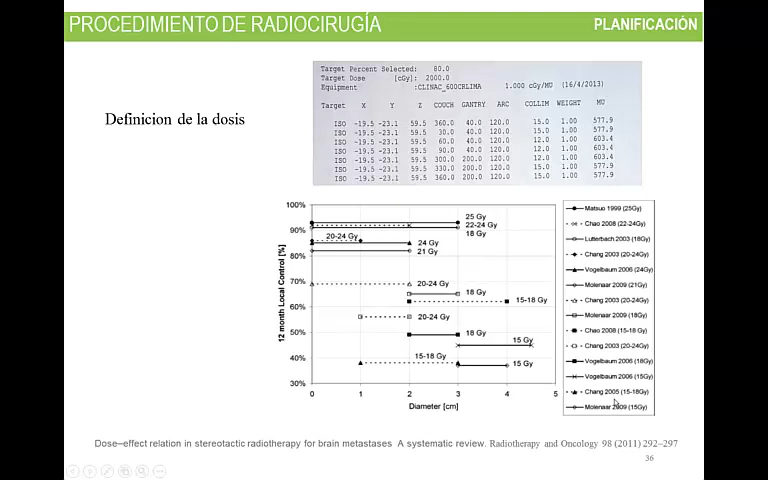 PROCEDIMIENTO DE RADIOCIRUGÍA
PLANIFICACIÓN
Definicion de la dosis
Target Percent Selected: 80.0
Target Dose [cGy]: 2000.0
Equipment :CLINAC_600CRLIMA 1.000 cGy/MU (16/4/2013)
Target X Y Z COUCH GANTRY ARC COLLIM WEIGHT MU
ISO -19.5 -23.1 59.5 360.0 40.0 120.0 15.0 1.00 577.9
ISO -19.5 -23.1 59.5 30.0 40.0 120.0 15.0 1.00 577.9
ISO -19.5 -23.1 59.5 60.0 40.0 120.0 12.0 1.00 603.4
ISO -19.5 -23.1 59.5 90.0 40.0 120.0 12.0 1.00 603.4
ISO -19.5 -23.1 59.5 300.0 200.0 120.0 12.0 1.00 603.4
ISO -19.5 -23.1 59.5 330.0 200.0 120.0 15.0 1.00 577.9
ISO -19.5 -23.1 59.5 360.0 200.0 120.0 15.0 1.00 577.9
12 month Local Control [%]
100%
90%
80%
70%
60%
50%
40%
30%
25 Gy
22-24 Gy
18 Gy
20-24 Gy
24 Gy
21 Gy
20-24 Gy
18 Gy
15-18 Gy
20-24 Gy
18 Gy
15 Gy
15-18 Gy
15 Gy
0 1 2 3 4 5
Diameter [cm]
Matsuo 1999 (25Gy)
Chao 2008 (22-24Gy)
Lutterbach 2003 (18Gy)
Chang 2003 (20-24Gy)
Vogelbaum 2006 (24Gy)
Molenaar 2009 (21Gy)
Chang 2003 (20-24Gy)
Molenaar 2009 (18Gy)
Chao 2008 (15-18 Gy)
Chang 2003 (20-24Gy)
Vogelbaum 2006 (18Gy)
Vogelbaum 2006 (15Gy)
Chang 2005 (15-18Gy)
Molenaar 2009 (15Gy)
Dose–effect relation in stereotactic radiotherapy for brain metastases A systematic review. Radiotherapy and Oncology 98 (2011) 292–297
36